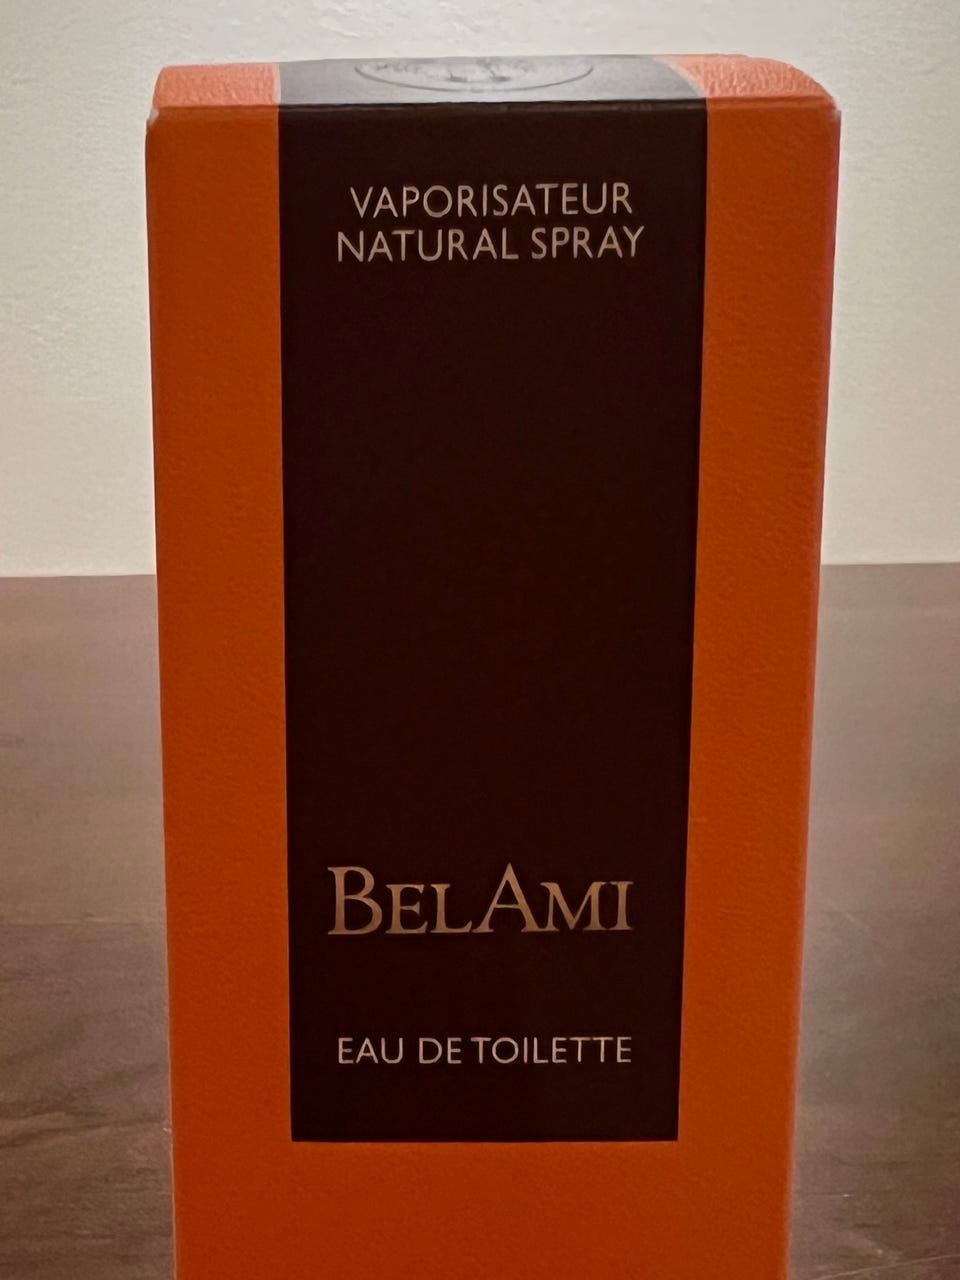 VAPORISATEUR
NATURAL SPRAY
BELAMI
EAU DE TOILETTE